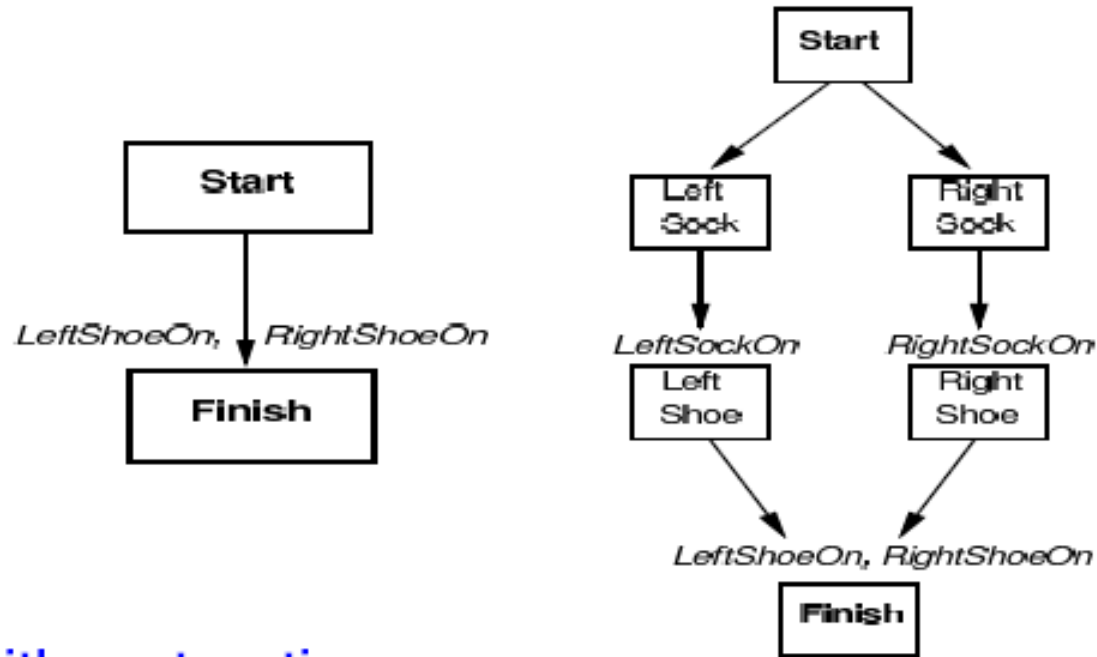 Start
LeftShoeOn, RightShoeOn
Finish
Start
Left
Sock
Right
Sock
LeftSockOn
RightSockOn
Left
Shoe
Right
Shoe
LeftShoeOn, RightShoeOn
Finish